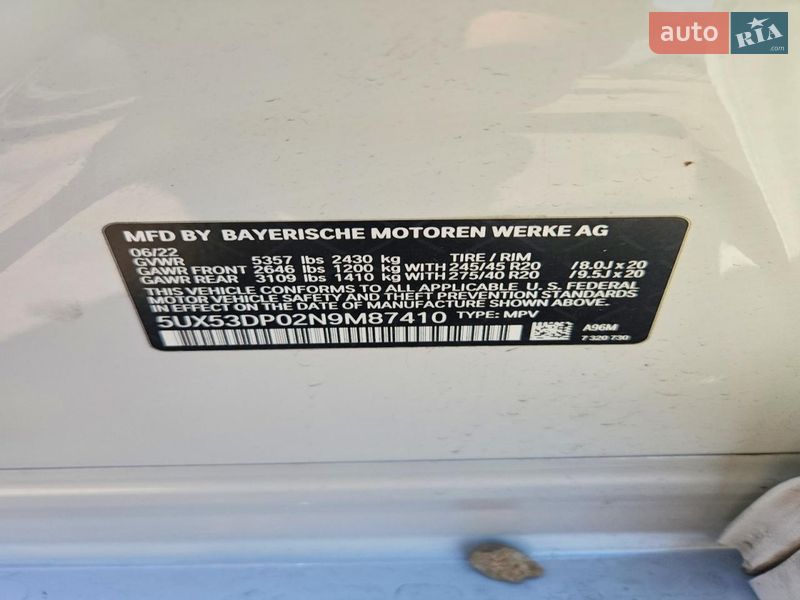 auto RIA .com
MFD BY BAYERISCHE MOTOREN WERKE AG
06/22
GVWR 5357 lbs 2430 kg TIRE / RIM
GAWR FRONT 2646 lbs 1200 kg WITH 245/45 R20 /8.0J x 20
GAWR REAR 3109 lbs 1410 kg WITH 275/40 R20 /9.5J x 20
THIS VEHICLE CONFORMS TO ALL APPLICABLE U. S. FEDERAL
MOTOR VEHICLE SAFETY AND THEFT PREVENTION STANDARDS
IN EFFECT ON THE DATE OF MANUFACTURE SHOWN ABOVE.
5UX53DP02N9M87410 TYPE: MPV
A96M
7 320 730